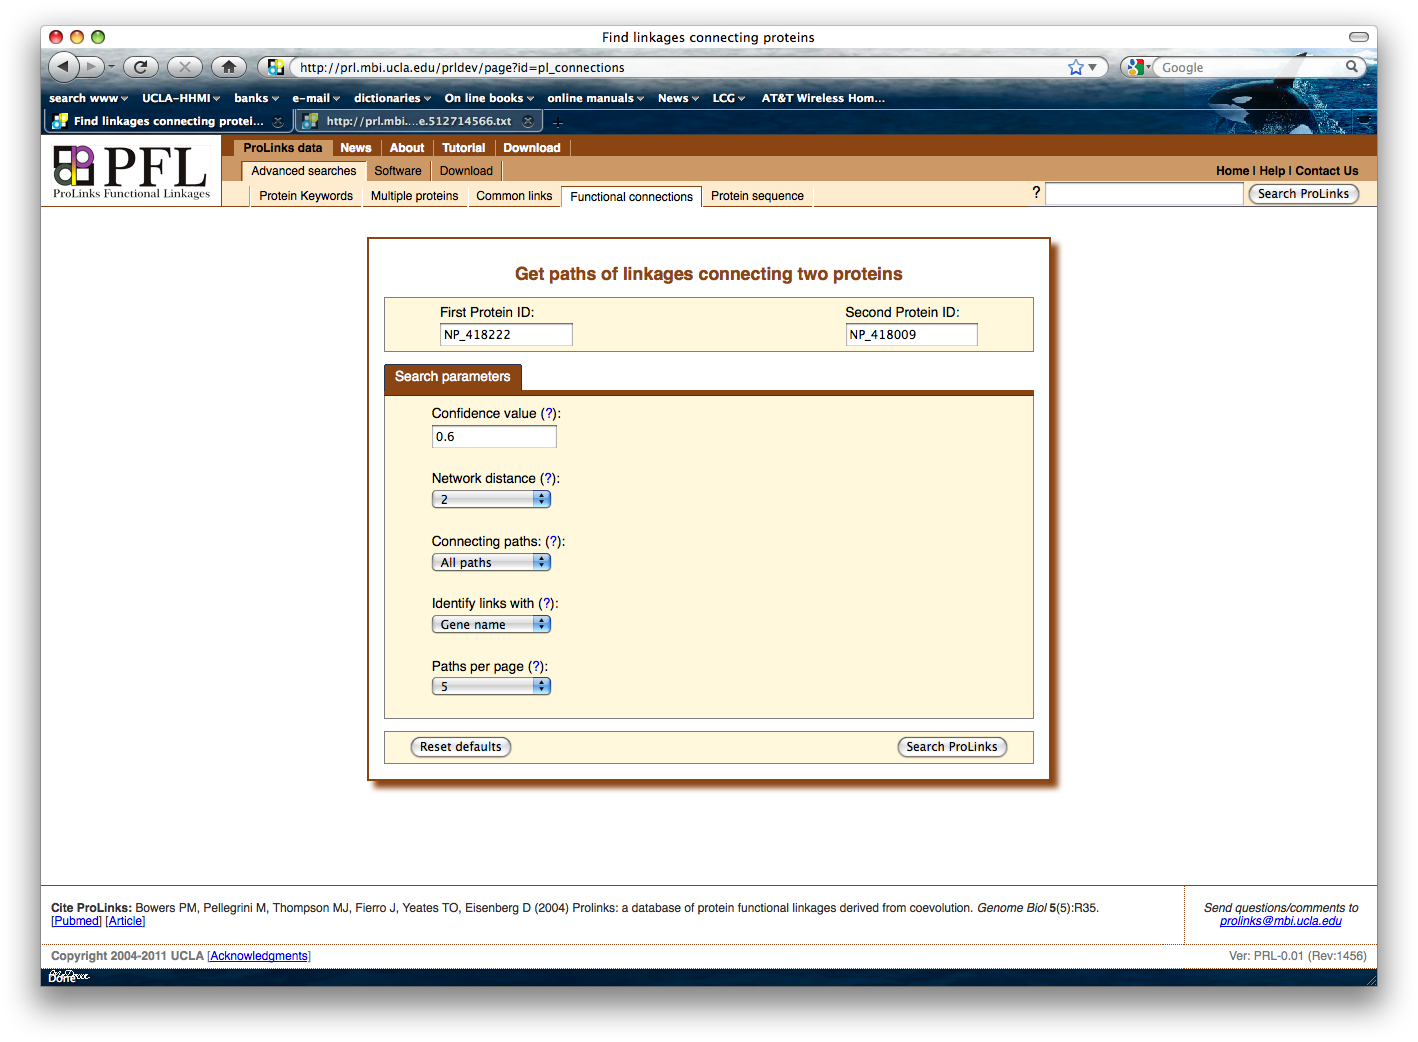 Find linkages connecting proteins
http://prl.mbi.ucla.edu/prldev/page?id=pl_connections
Google
search www UCLA-HHMI banks e-mail dictionaries On line books online manuals News LCG AT&T Wireless Hom...
Find linkages connecting protei... http://prl.mbi....e.512714566.txt
PFL
ProLinks Functional Linkages
ProLinks data News About Tutorial Download
Advanced searches Software Download
Home | Help | Contact Us
Protein Keywords Multiple proteins Common links Functional connections Protein sequence
? Search ProLinks
Get paths of linkages connecting two proteins
First Protein ID: Second Protein ID:
NP_418222 NP_418009
Search parameters
Confidence value (?):
0.6
Network distance (?):
2
Connecting paths: (?):
All paths
Identify links with (?):
Gene name
Paths per page (?):
5
Reset defaults Search ProLinks
Cite ProLinks: Bowers PM, Pellegrini M, Thompson MJ, Fierro J, Yeates TO, Eisenberg D (2004) Prolinks: a database of protein functional linkages derived from coevolution. Genome Biol 5(5):R35.
[Pubmed] [Article]
Send questions/comments to
prolinks@mbi.ucla.edu
Copyright 2004-2011 UCLA [Acknowledgments]
Ver: PRL-0.01 (Rev:1456)
Done